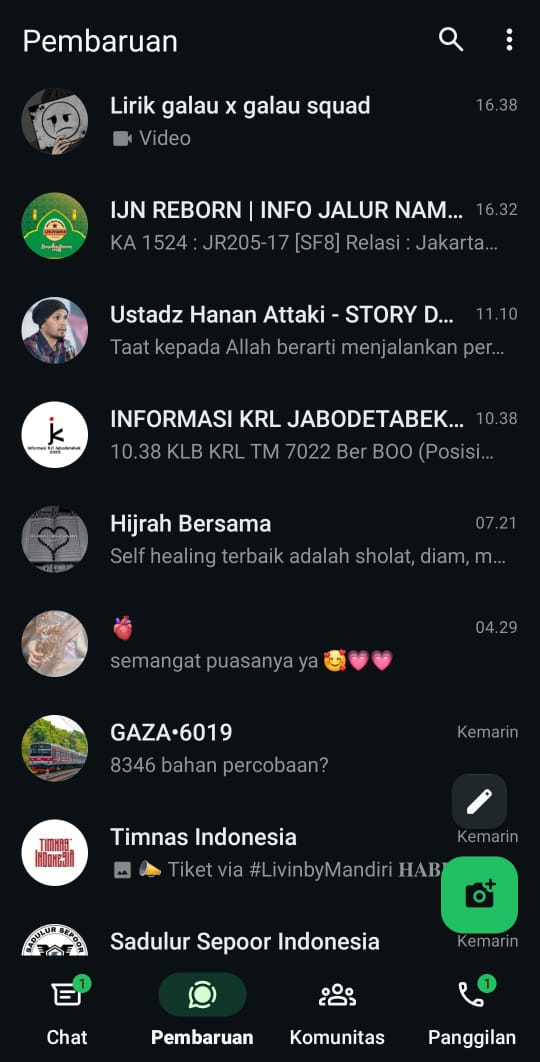 Pembaruan
Lirik galau x galau squad
16.38
Video
IJN REBORN | INFO JALUR NAM...
16.32
KA 1524 : JR205-17 [SF8] Relasi : Jakarta...
Ustadz Hanan Attaki - STORY D...
11.10
Taat kepada Allah berarti menjalankan per...
INFORMASI KRL JABODETABEK...
10.38
10.38 KLB KRL TM 7022 Ber BOO (Posisi...
Hijrah Bersama
07.21
Self healing terbaik adalah sholat, diam, m...
🫀
04.29
semangat puasanya ya 🥰💗💗
GAZA•6019
Kemarin
8346 bahan percobaan?
Timnas Indonesia
Kemarin
TIMNAS
INDONESIA
📣 Tiket via #LivinbyMandiri 𝐇𝐀𝐁
SADULUR SEPOOR
Sadulur Sepoor Indonesia
Kemarin
1
1
Chat
Pembaruan
Komunitas
Panggilan